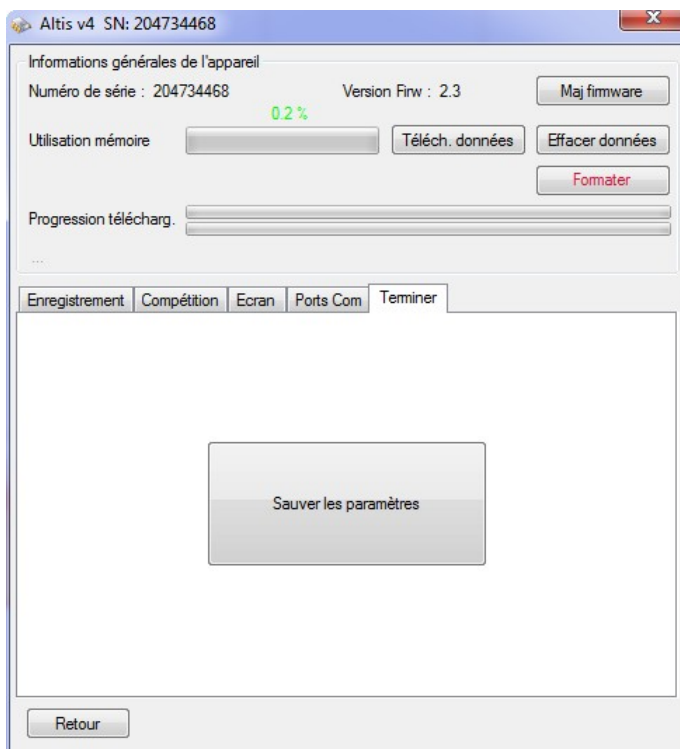 Altis v4 SN: 204734468
Informations générales de l'appareil
Numéro de série : 204734468 Version Firw : 2.3 Maj firmware
0.2 %
Utilisation mémoire Téléch. données Effacer données
Formater
Progression télécharg.
...
Enregistrement Compétition Ecran Ports Com Terminer
Sauver les paramètres
Retour